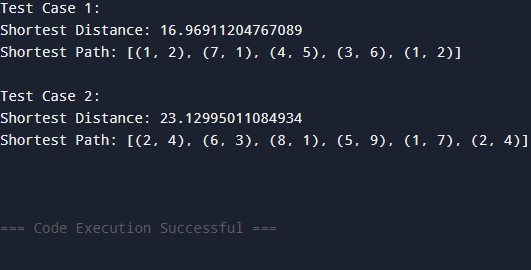 Test Case 1:
Shortest Distance: 16.96911204767089
Shortest Path: [(1, 2), (7, 1), (4, 5), (3, 6), (1, 2)]
Test Case 2:
Shortest Distance: 23.12995011084934
Shortest Path: [(2, 4), (6, 3), (8, 1), (5, 9), (1, 7), (2, 4)]
=== Code Execution Successful ===